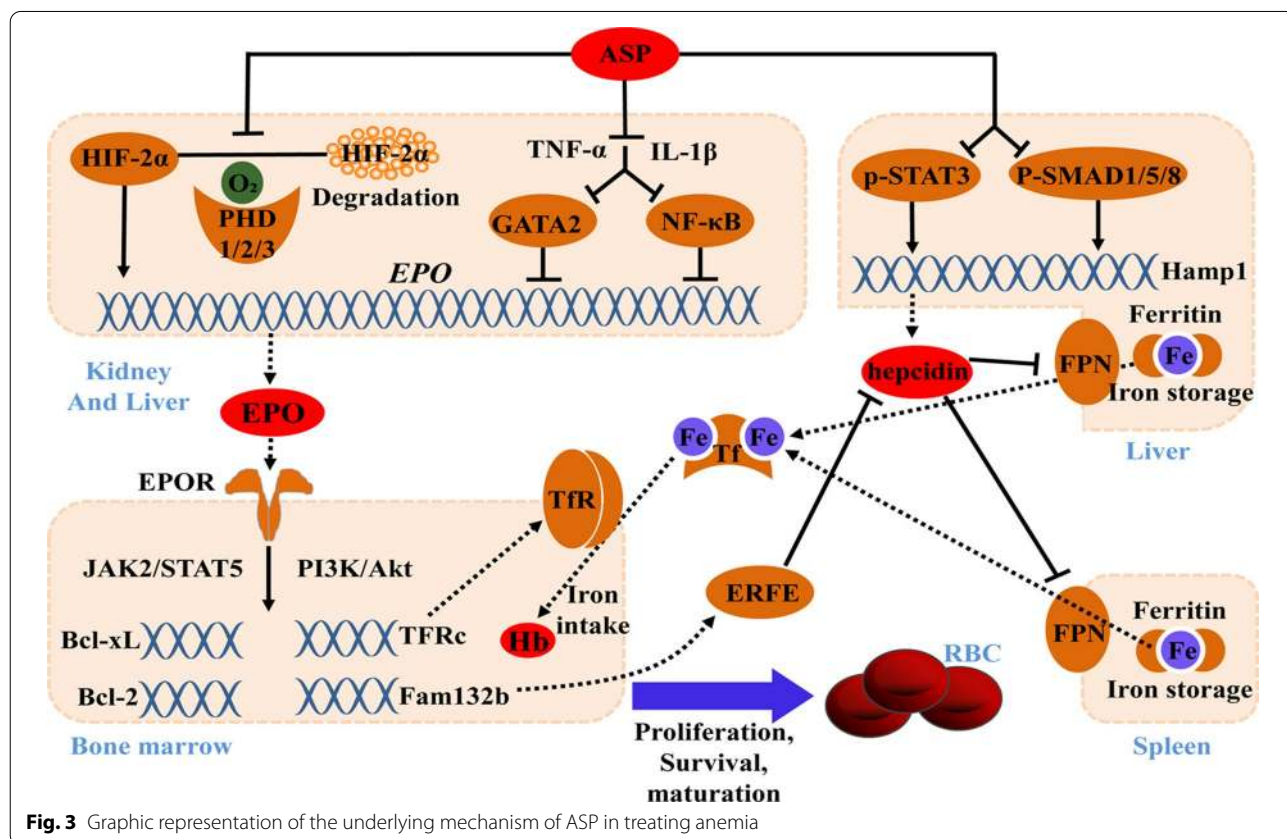 ASP
HIF-2α
HIF-2α
O₂
Degradation
PHD
1/2/3
TNF-α
IL-1β
GATA2
NF-κB
EPO
Kidney
And Liver
p-STAT3
P-SMAD1/5/8
Hamp1
hepcidin
FPN
Ferritin
Fe
Iron storage
Liver
EPO
EPOR
Fe
Fe
Tf
TfR
JAK2/STAT5
PI3K/Akt
Bcl-xL
TFRc
Bcl-2
Fam132b
Hb
Iron
intake
Bone marrow
ERFE
Proliferation,
Survival,
maturation
RBC
FPN
Ferritin
Fe
Iron storage
Spleen
Fig. 3 Graphic representation of the underlying mechanism of ASP in treating anemia